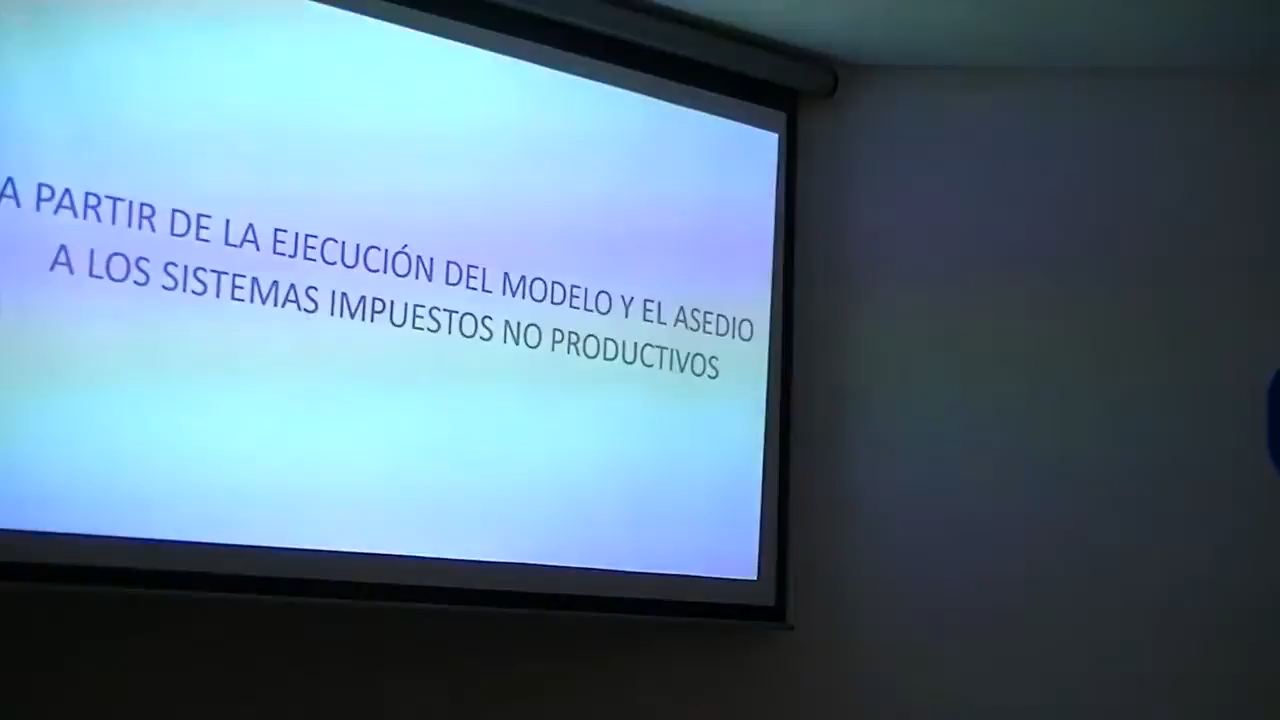 A PARTIR DE LA EJECUCIÓN DEL MODELO Y EL ASEDIO
A LOS SISTEMAS IMPUESTOS NO PRODUCTIVOS